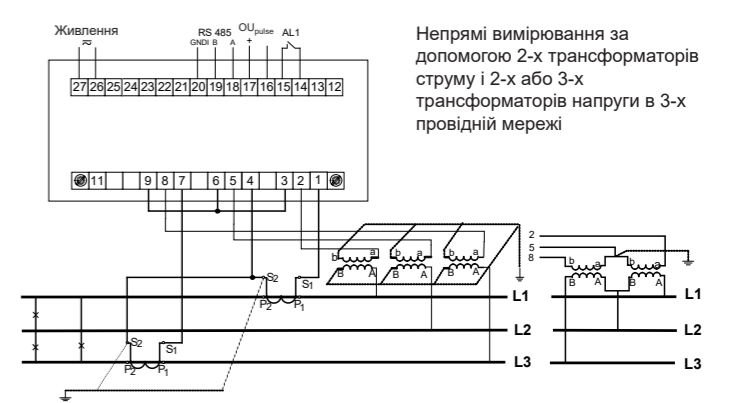 Живлення
RS 485
OUpulse
AL1
GNDI B A +
Непрямі вимірювання за
допомогою 2-х трансформаторів
струму і 2-х або 3-х
трансформаторів напруги в 3-х
провідній мережі
27 26 25 24 23 22 21 20 19 18 17 16 15 14 13 12
11 9 8 7 6 5 4 3 2 1
2
5
8
b a b a b a
B A B A B A
b a b a
B A B A
S2 S1
P2 P1
L1
L1
S2 S1
L2
L2
P2 P1
L3
L3